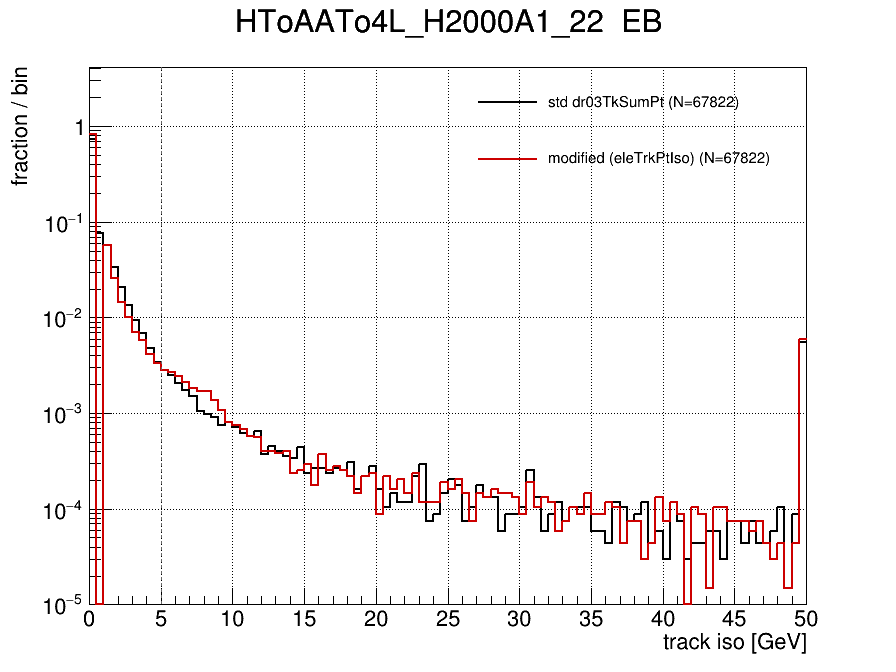 HToAATo4L_H2000A1_22 EB
fraction / bin
std dr03TkSumPt (N=67822)
modified (eleTrkPtIso) (N=67822)
1
10⁻¹
10⁻²
10⁻³
10⁻⁴
10⁻⁵
0 5 10 15 20 25 30 35 40 45 50
track iso [GeV]